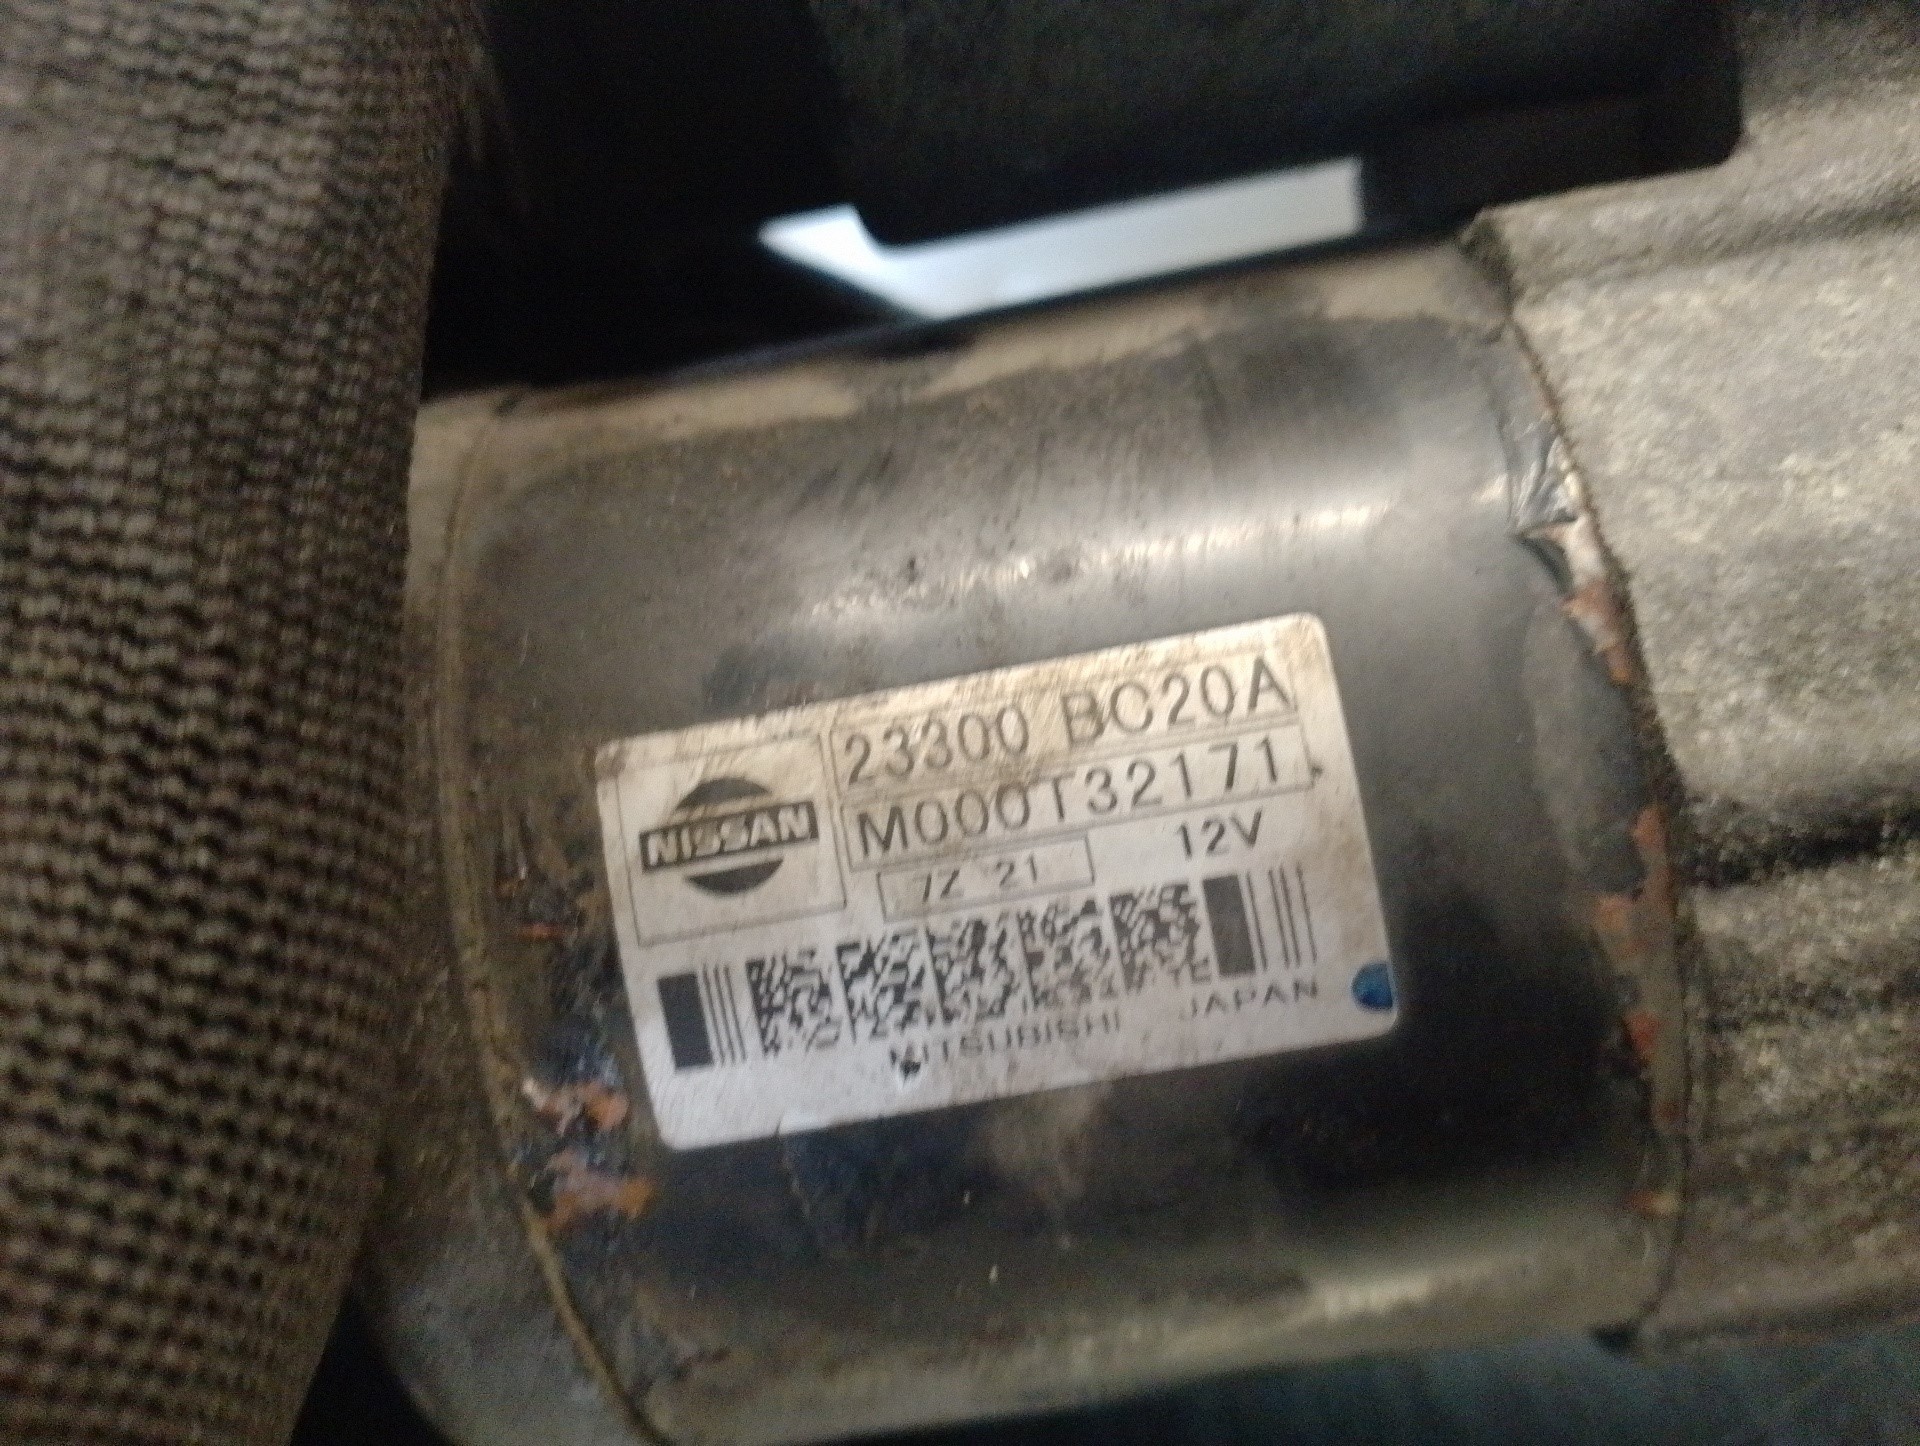 NISSAN
23300 BC20A
M000T32171
7Z 21
12V
MITSUBISHI
JAPAN